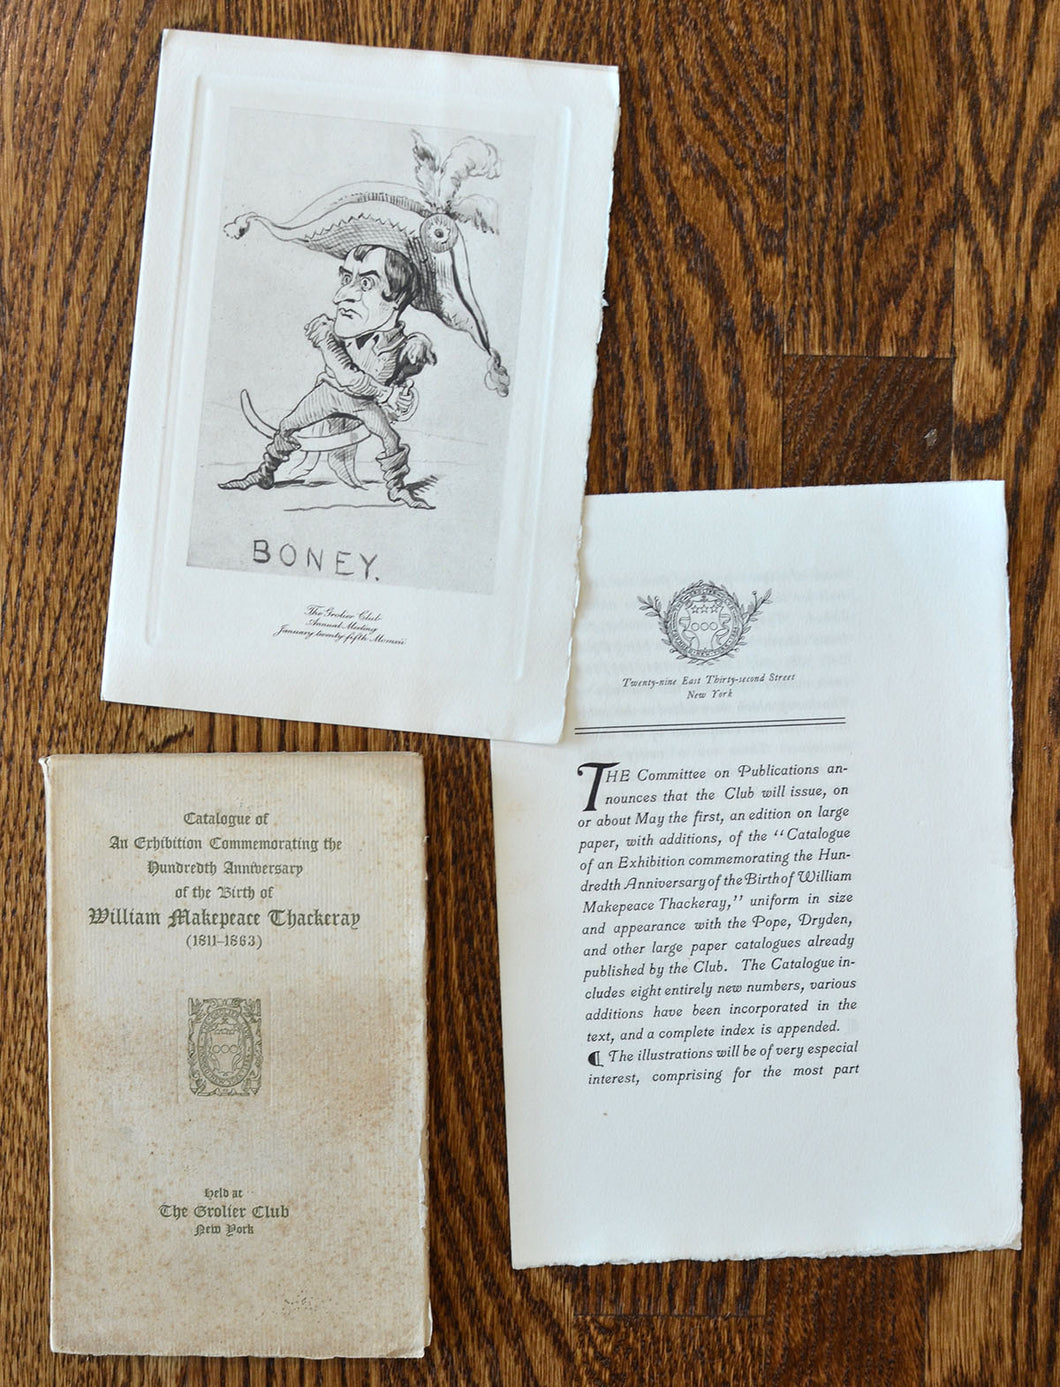 BONEY.
The Grolier Club
Annual Meeting
January twenty-fifth Mcmxii
Twenty-nine East Thirty-second Street
New York
THE Committee on Publications an-
nounces that the Club will issue, on
or about May the first, an edition on large
paper, with additions, of the "Catalogue
of an Exhibition commemorating the Hun-
dredth Anniversary of the Birth of William
Makepeace Thackeray," uniform in size
and appearance with the Pope, Dryden,
and other large paper catalogues already
published by the Club. The Catalogue in-
cludes eight entirely new numbers, various
additions have been incorporated in the
text, and a complete index is appended.
¶ The illustrations will be of very especial
interest, comprising for the most part
Catalogue of
An Exhibition Commemorating the
Hundredth Anniversary
of the Birth of
William Makepeace Thackeray
(1811–1863)
Held at
The Grolier Club
New York